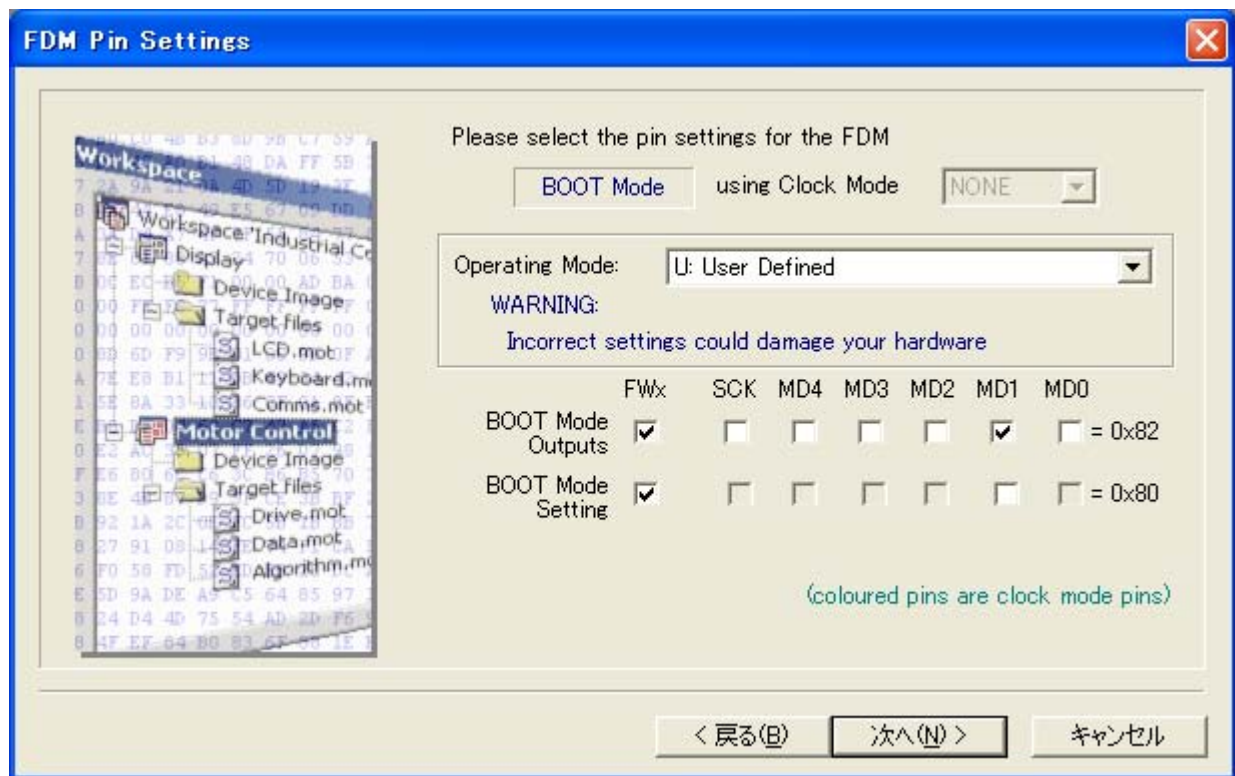 FDM Pin Settings
Please select the pin settings for the FDM
BOOT Mode using Clock Mode NONE
Operating Mode: U: User Defined
WARNING:
Incorrect settings could damage your hardware
FWx SCK MD4 MD3 MD2 MD1 MD0
BOOT Mode
Outputs = 0x82
BOOT Mode
Setting = 0x80
(coloured pins are clock mode pins)
Workspace
Workspace 'Industrial Co
Display
Device Image
Target files
LCD.mot
Keyboard.m
Comms.mot
Motor Control
Device Image
Target files
Drive.mot
Data.mot
Algorithm.mo
< 戻る(B)
次へ(N) >
キャンセル